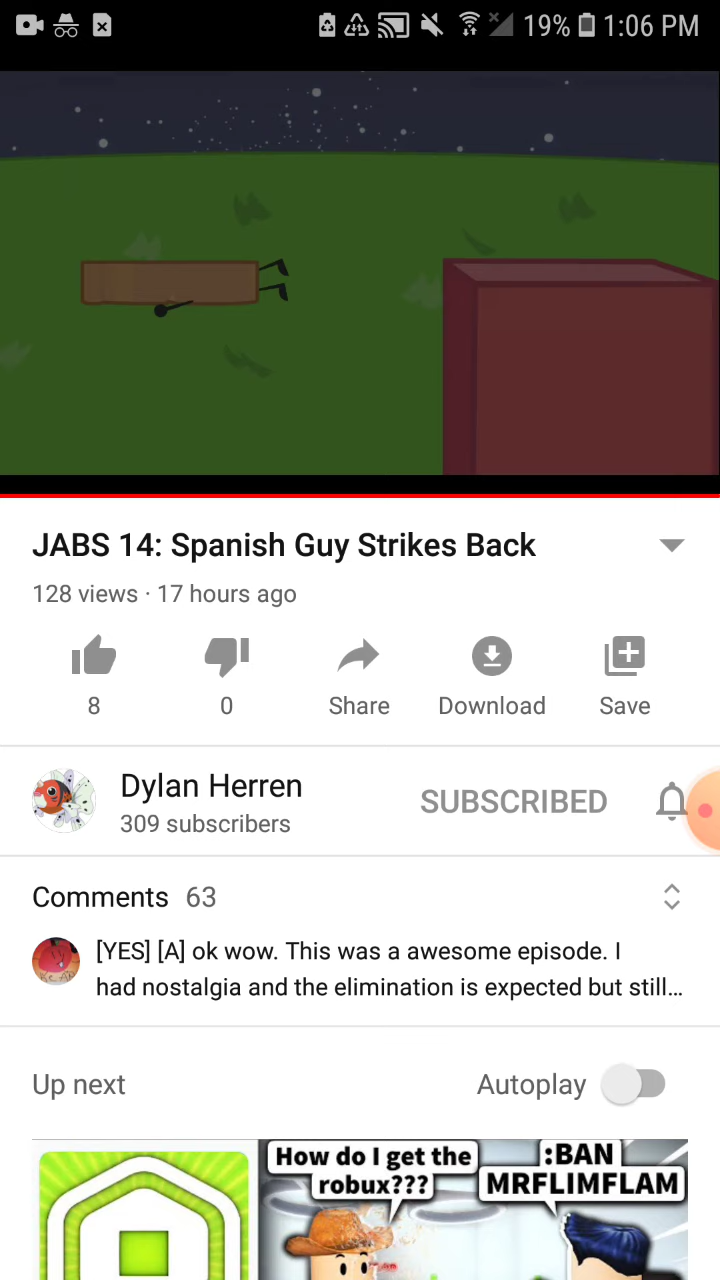 19% 1:06 PM
JABS 14: Spanish Guy Strikes Back
128 views · 17 hours ago
8 0 Share Download Save
Dylan Herren
309 subscribers
SUBSCRIBED
Comments 63
[YES] [A] ok wow. This was a awesome episode. I
had nostalgia and the elimination is expected but still...
Up next Autoplay
How do I get the
robux???
:BAN
MRFLIMFLAM